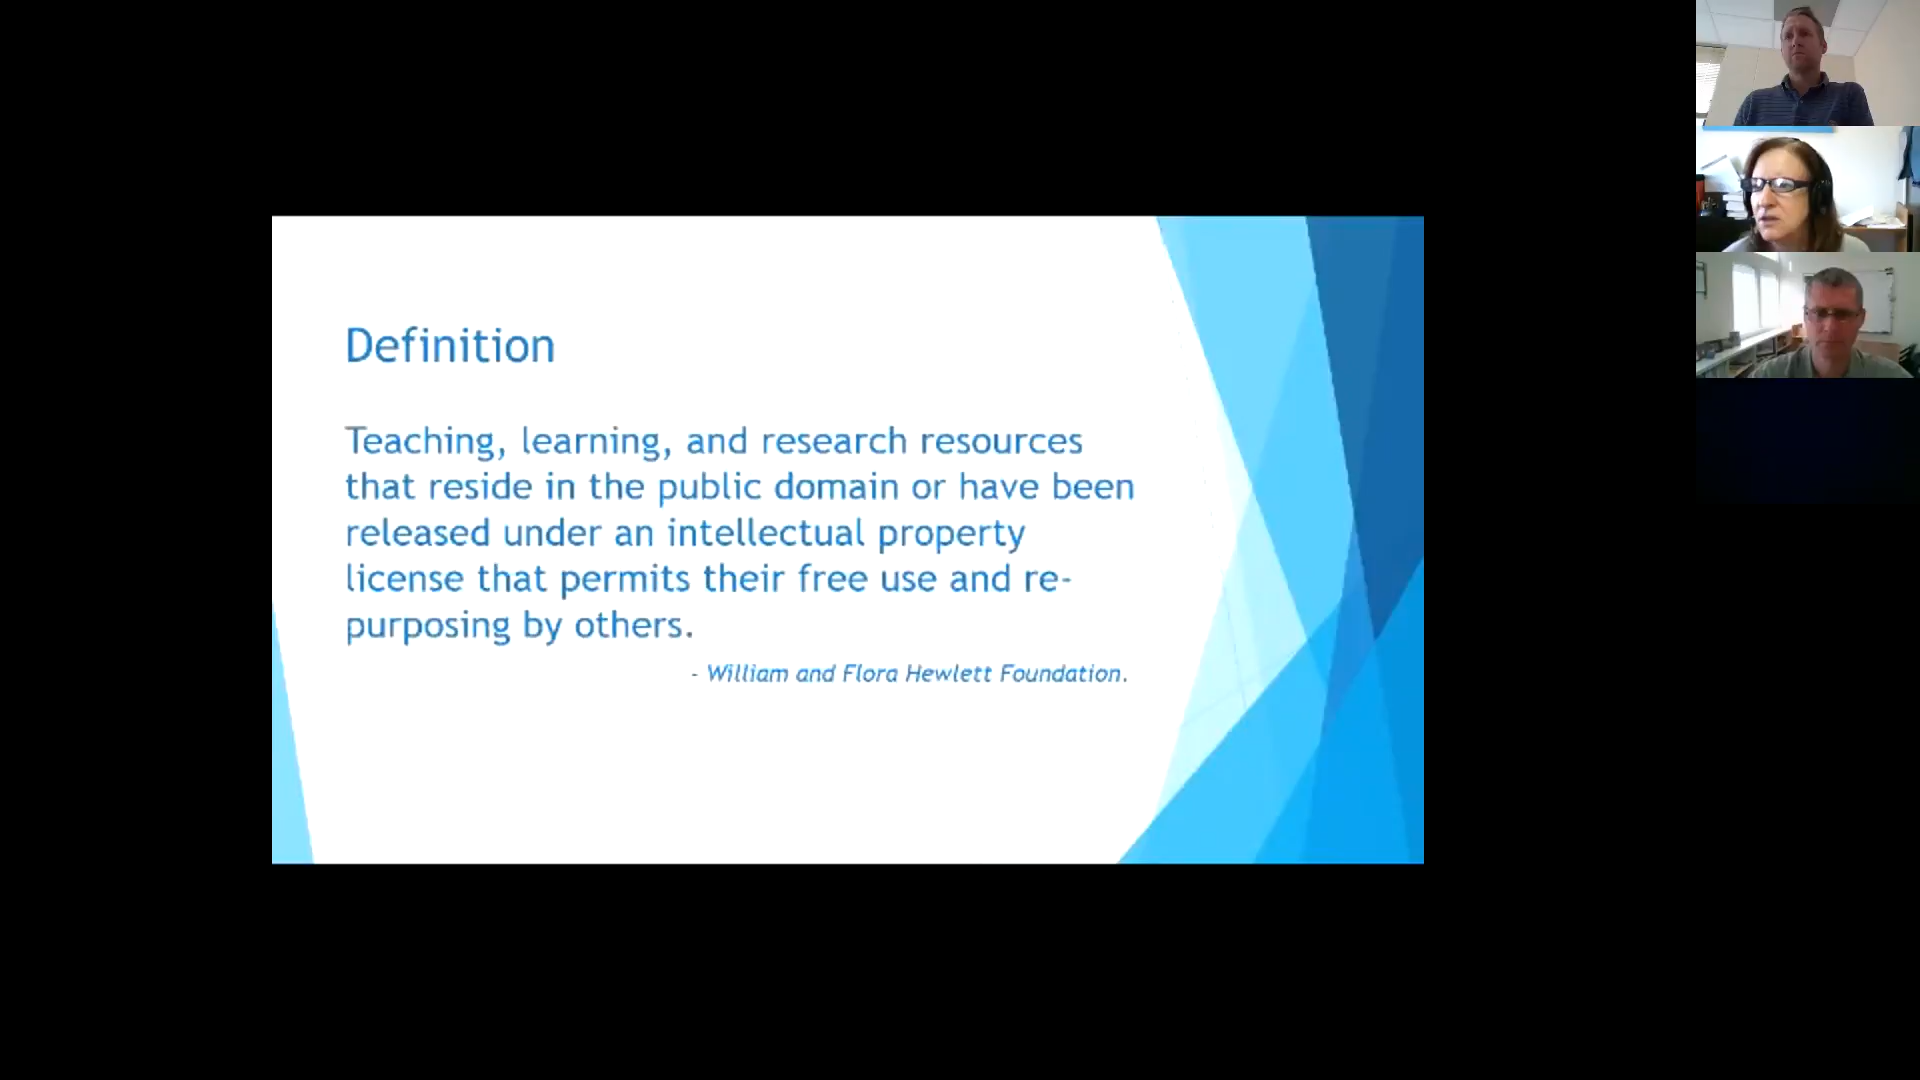 Definition
Teaching, learning, and research resources
that reside in the public domain or have been
released under an intellectual property
license that permits their free use and re-
purposing by others.
- William and Flora Hewlett Foundation.